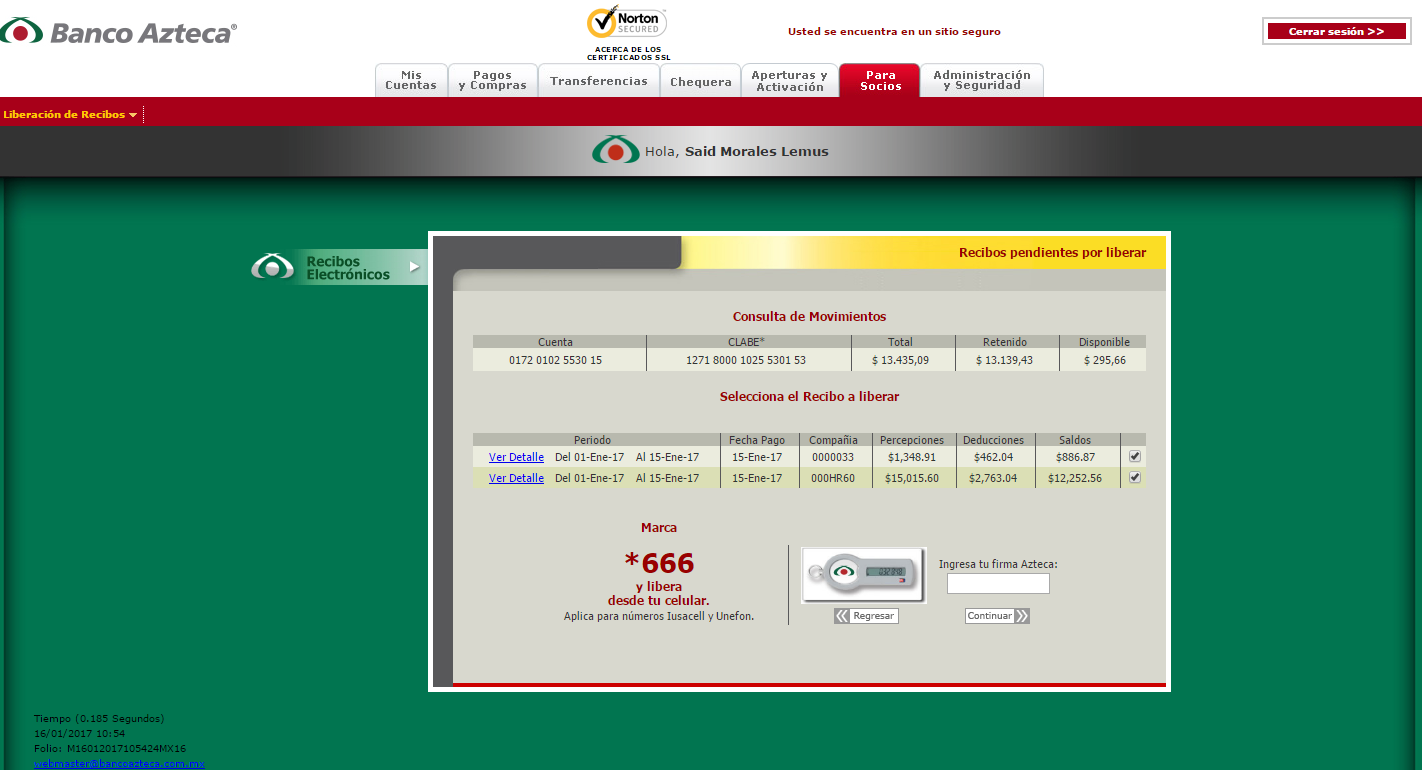 Banco Azteca®
Norton
SECURED
ACERCA DE LOS
CERTIFICADOS SSL
Usted se encuentra en un sitio seguro
Cerrar sesión >>
Mis Cuentas
Pagos y Compras
Transferencias
Chequera
Aperturas y Activación
Para Socios
Administración y Seguridad
Liberación de Recibos
Hola, Said Morales Lemus
Recibos
Electrónicos
Recibos pendientes por liberar
Consulta de Movimientos
Cuenta CLABE* Total Retenido Disponible
0172 0102 5530 15 1271 8000 1025 5301 53 $ 13.435,09 $ 13.139,43 $ 295,66
Selecciona el Recibo a liberar
Periodo Fecha Pago Compañia Percepciones Deducciones Saldos
Ver Detalle Del 01-Ene-17 Al 15-Ene-17 15-Ene-17 0000033 $1,348.91 $462.04 $886.87
Ver Detalle Del 01-Ene-17 Al 15-Ene-17 15-Ene-17 000HR60 $15,015.60 $2,763.04 $12,252.56
Marca
*666
y libera
desde tu celular.
Aplica para números Iusacell y Unefon.
Ingresa tu firma Azteca:
Regresar
Continuar
Tiempo (0.185 Segundos)
16/01/2017 10:54
Folio: M16012017105424MX16
webmaster@bancoazteca.com.mx